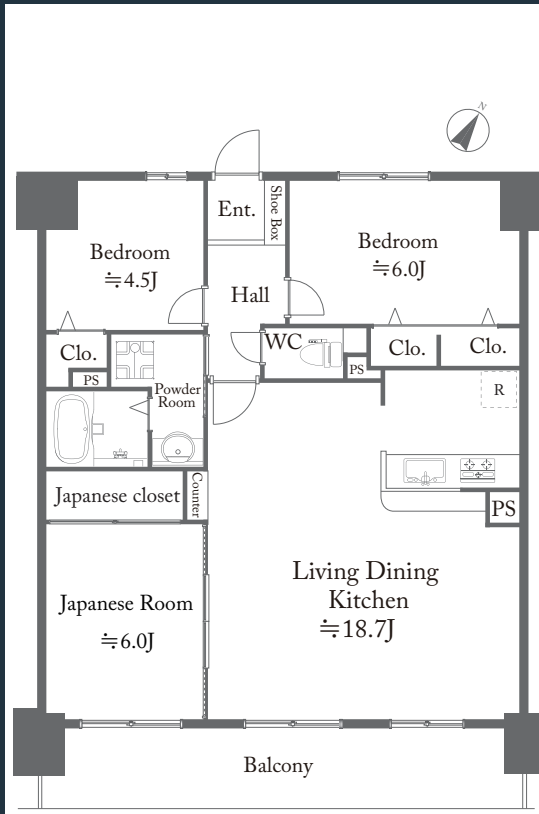 N
Ent.
Shoe Box
Bedroom
≒4.5J
Bedroom
≒6.0J
Hall
WC
Clo.
Clo.
Clo.
PS
PS
Powder
Room
R
Japanese closet
Counter
PS
Living Dining
Kitchen
≒18.7J
Japanese Room
≒6.0J
Balcony